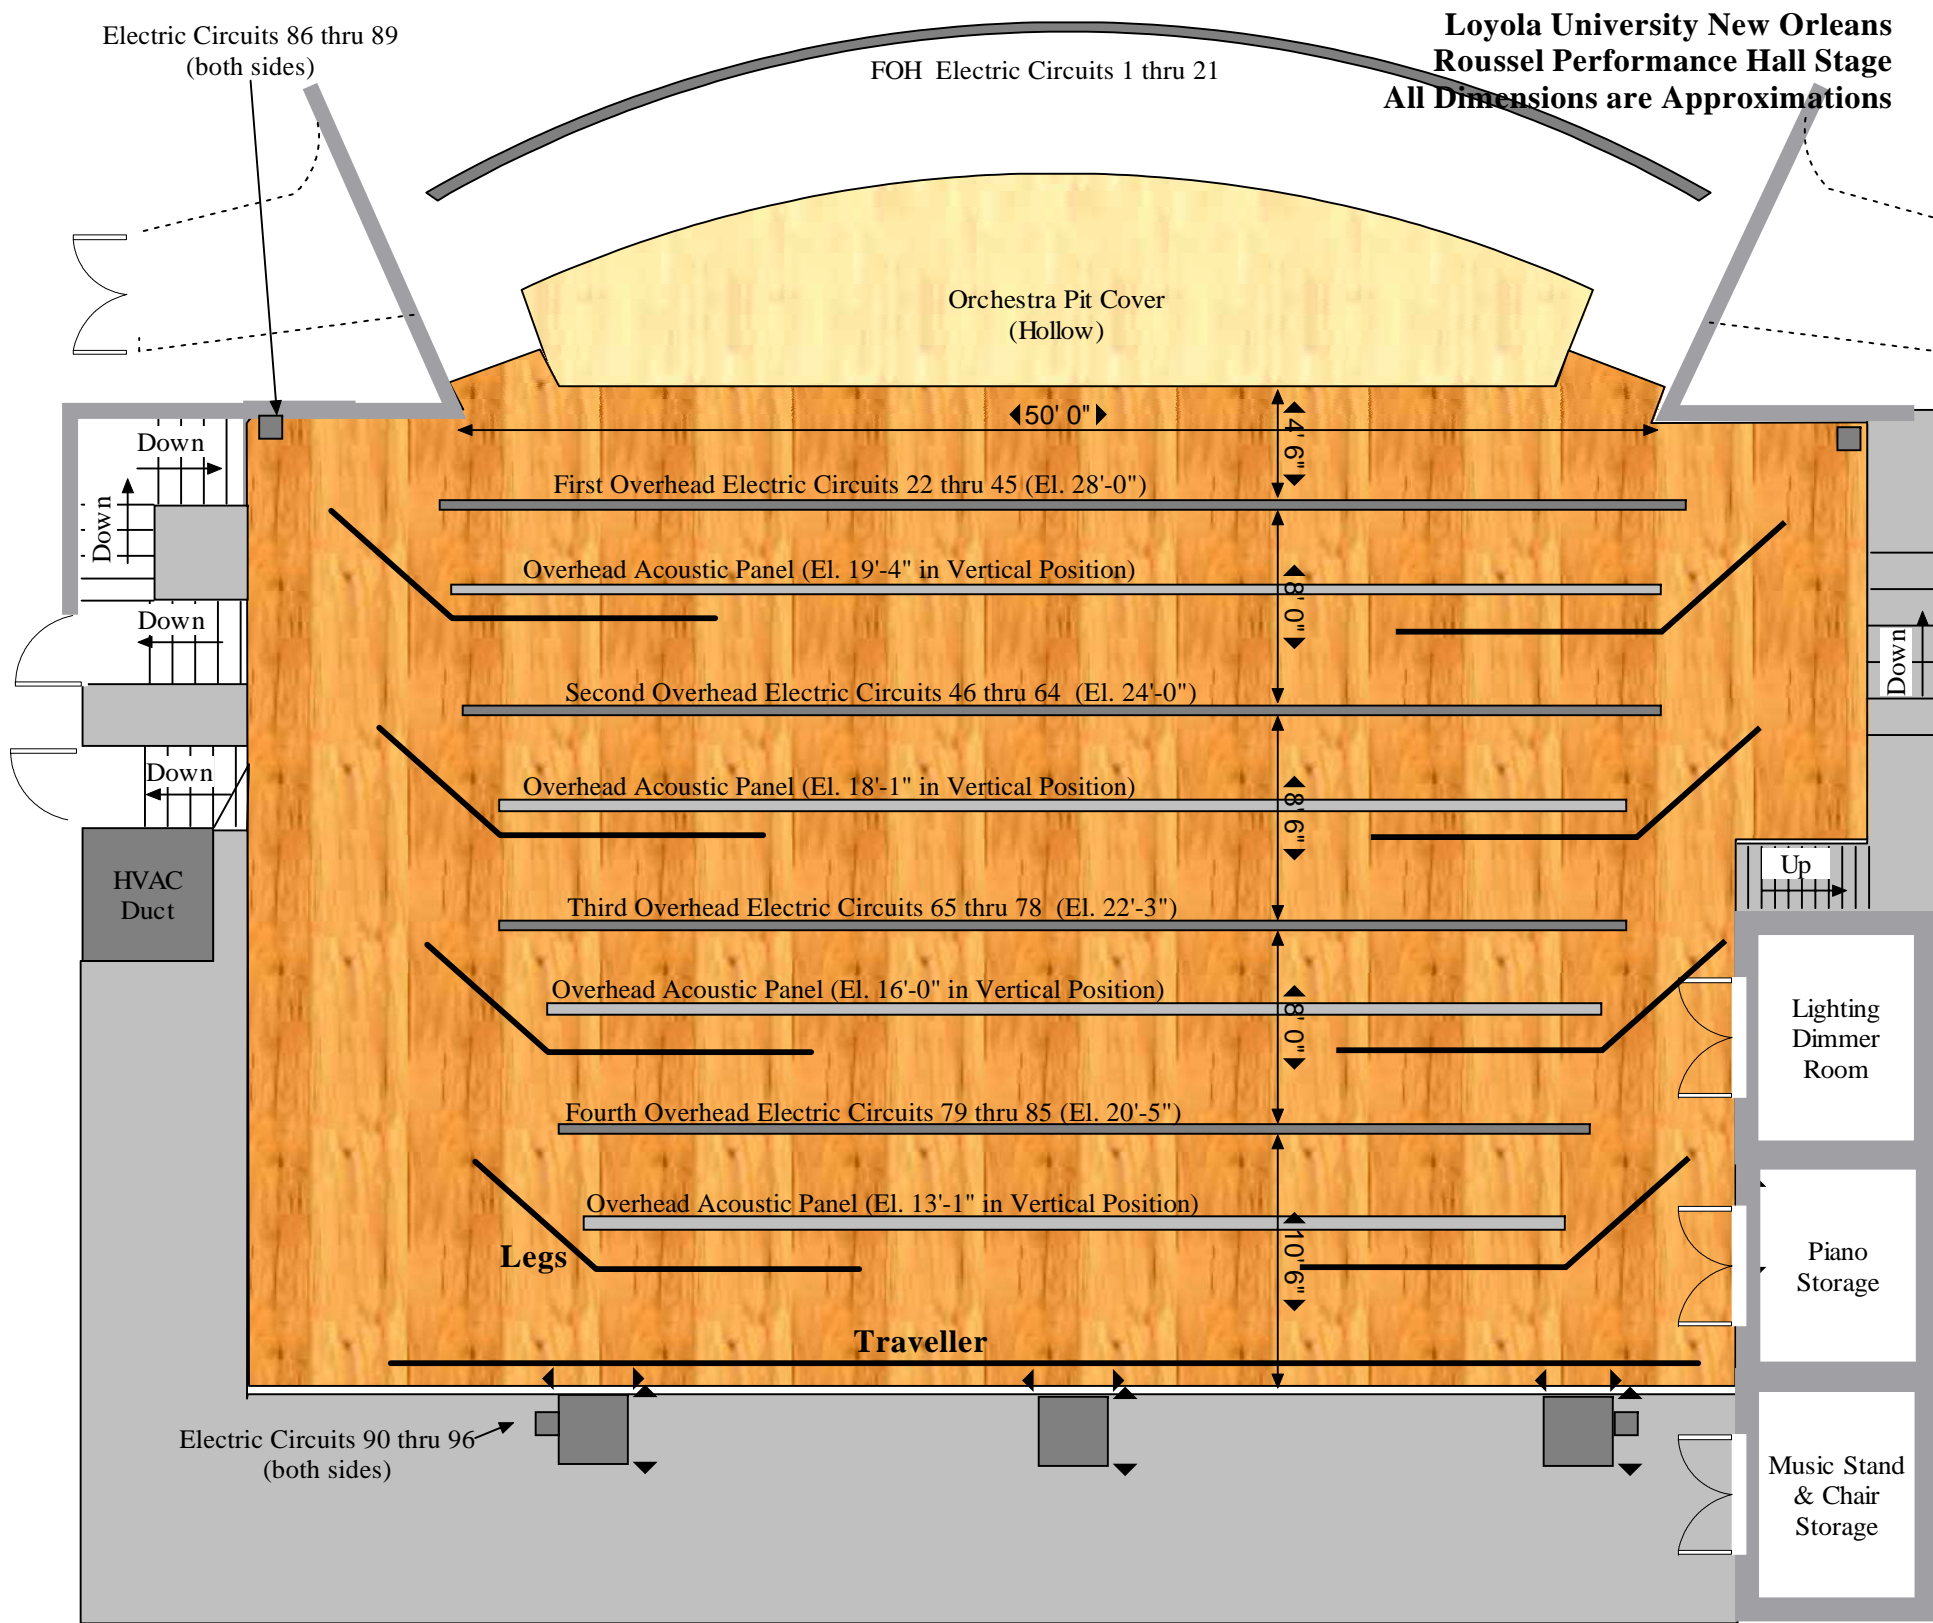 Loyola University New Orleans
Roussel Performance Hall Stage
All Dimensions are Approximations
Electric Circuits 86 thru 89
(both sides)
FOH  Electric Circuits 1 thru 21
Orchestra Pit Cover
(Hollow)
50' 0"
4' 6"
Down
Down
First Overhead Electric Circuits 22 thru 45 (El. 28'-0")
Overhead Acoustic Panel (El. 19'-4" in Vertical Position)
8' 0"
Down
Down
Second Overhead Electric Circuits 46 thru 64  (El. 24'-0")
Down
Overhead Acoustic Panel (El. 18'-1" in Vertical Position)
8' 6"
HVAC
Duct
Up
Third Overhead Electric Circuits 65 thru 78  (El. 22'-3")
Overhead Acoustic Panel (El. 16'-0" in Vertical Position)
8' 0"
Lighting
Dimmer
Room
Fourth Overhead Electric Circuits 79 thru 85 (El. 20'-5")
Overhead Acoustic Panel (El. 13'-1" in Vertical Position)
Legs
10' 6"
Piano
Storage
Traveller
Electric Circuits 90 thru 96
(both sides)
Music Stand
& Chair
Storage